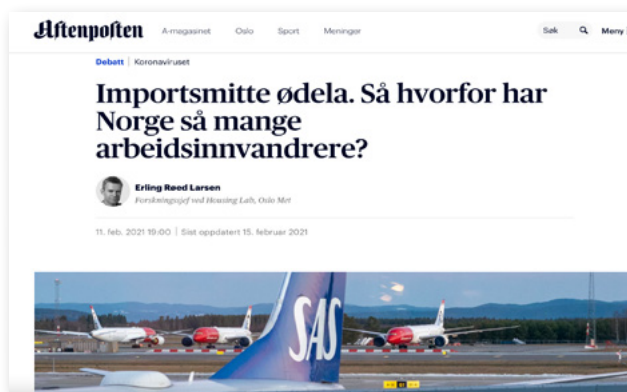 Aftenposten A-magasinet Oslo Sport Meninger Søk Meny
Debatt | Koronaviruset
Importsmitte ødela. Så hvorfor har
Norge så mange
arbeidsinnvandrere?
Erling Røed Larsen
Forskningssjef ved Housing Lab, Oslo Met
11. feb. 2021 19:00 | Sist oppdatert 15. februar 2021
SAS